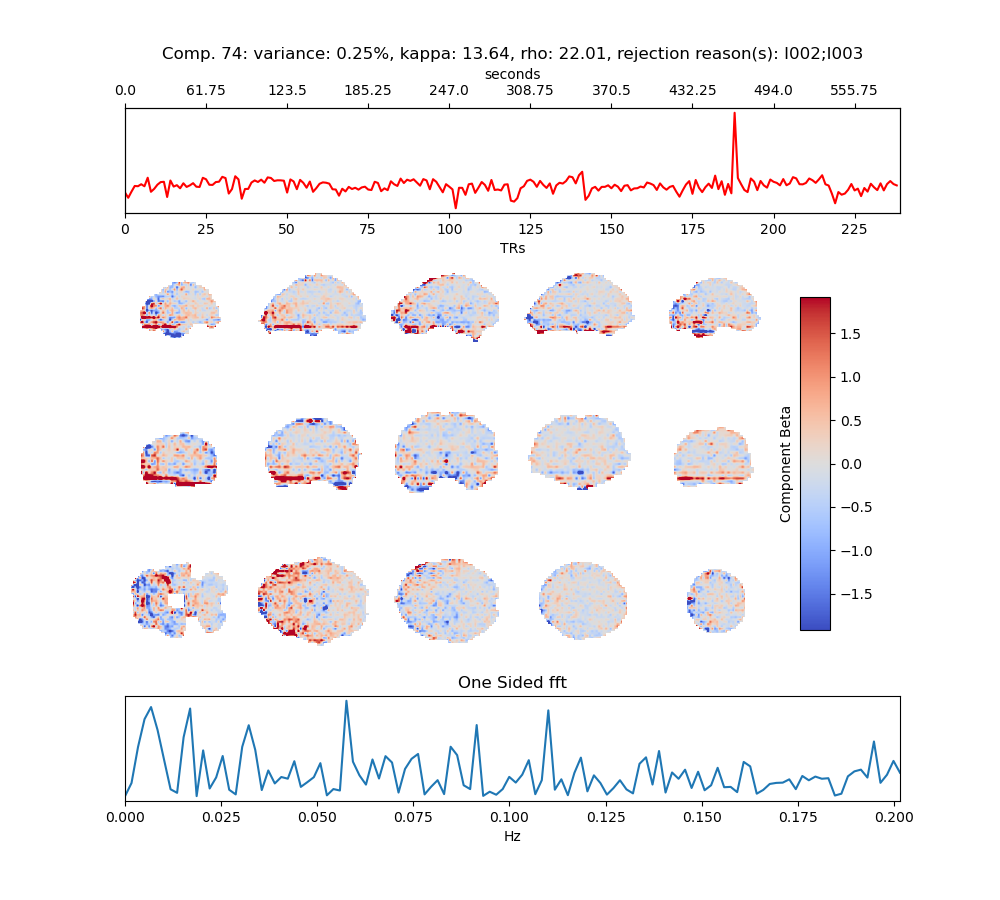 Comp. 74: variance: 0.25%, kappa: 13.64, rho: 22.01, rejection reason(s): I002;I003
seconds
0.0 61.75 123.5 185.25 247.0 308.75 370.5 432.25 494.0 555.75
0 25 50 75 100 125 150 175 200 225
TRs
1.5
1.0
0.5
0.0
−0.5
−1.0
−1.5
Component Beta
One Sided fft
0.000 0.025 0.050 0.075 0.100 0.125 0.150 0.175 0.200
Hz